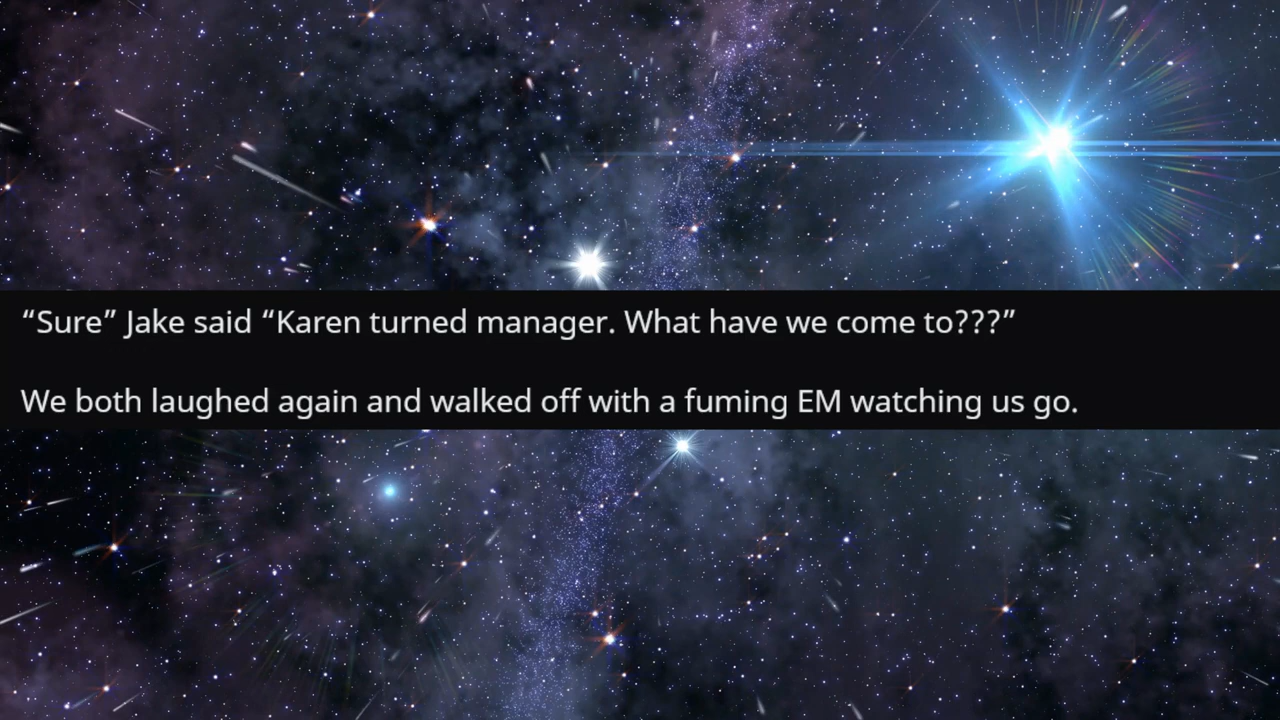 “Sure” Jake said “Karen turned manager. What have we come to???”
We both laughed again and walked off with a fuming EM watching us go.